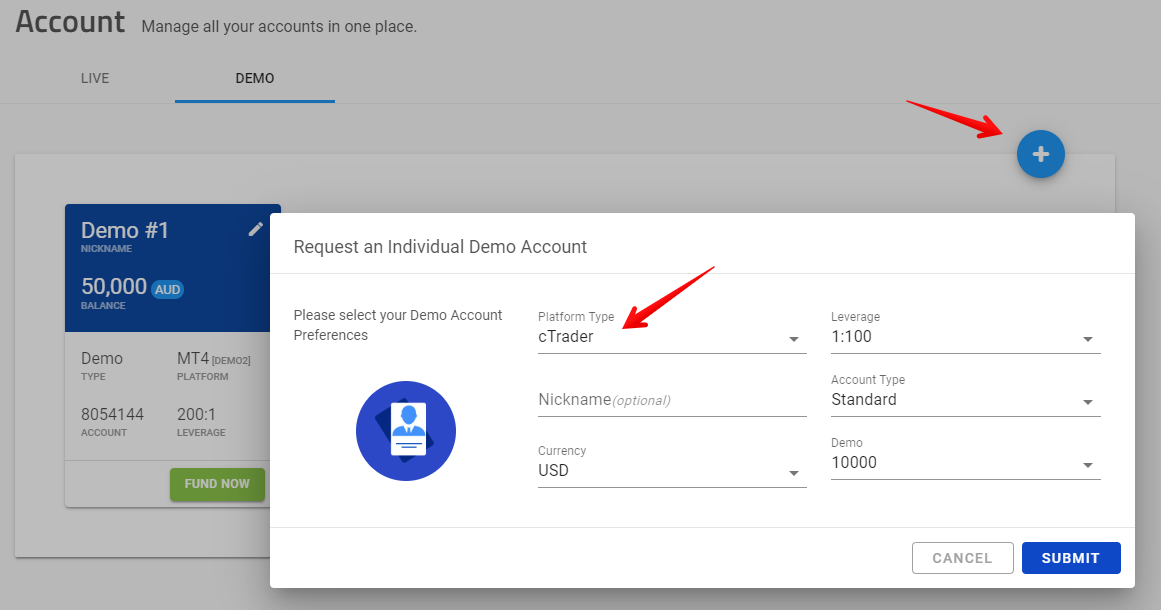 Account Manage all your accounts in one place.
LIVE DEMO
Demo #1
NICKNAME
50,000 AUD
BALANCE
Demo MT4 [DEMO2]
TYPE PLATFORM
8054144 200:1
ACCOUNT LEVERAGE
FUND NOW
Request an Individual Demo Account
Please select your Demo Account
Preferences
Platform Type
cTrader
Leverage
1:100
Nickname(optional)
Account Type
Standard
Currency
USD
Demo
10000
CANCEL SUBMIT